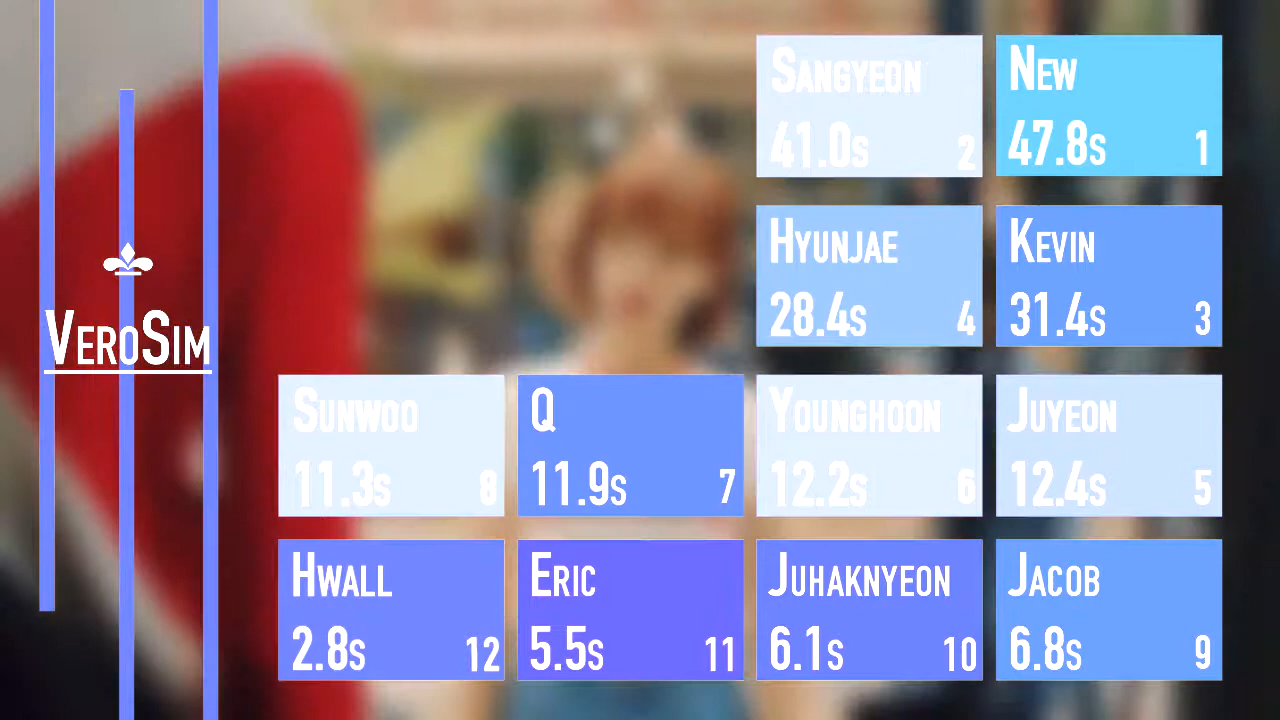 SANGYEON
41.0s 2
NEW
47.8s 1
HYUNJAE
28.4s 4
KEVIN
31.4s 3
VEROSIM
SUNWOO
11.3s 8
Q
11.9s 7
YOUNGHOON
12.2s 6
JUYEON
12.4s 5
HWALL
2.8s 12
ERIC
5.5s 11
JUHAKNYEON
6.1s 10
JACOB
6.8s 9